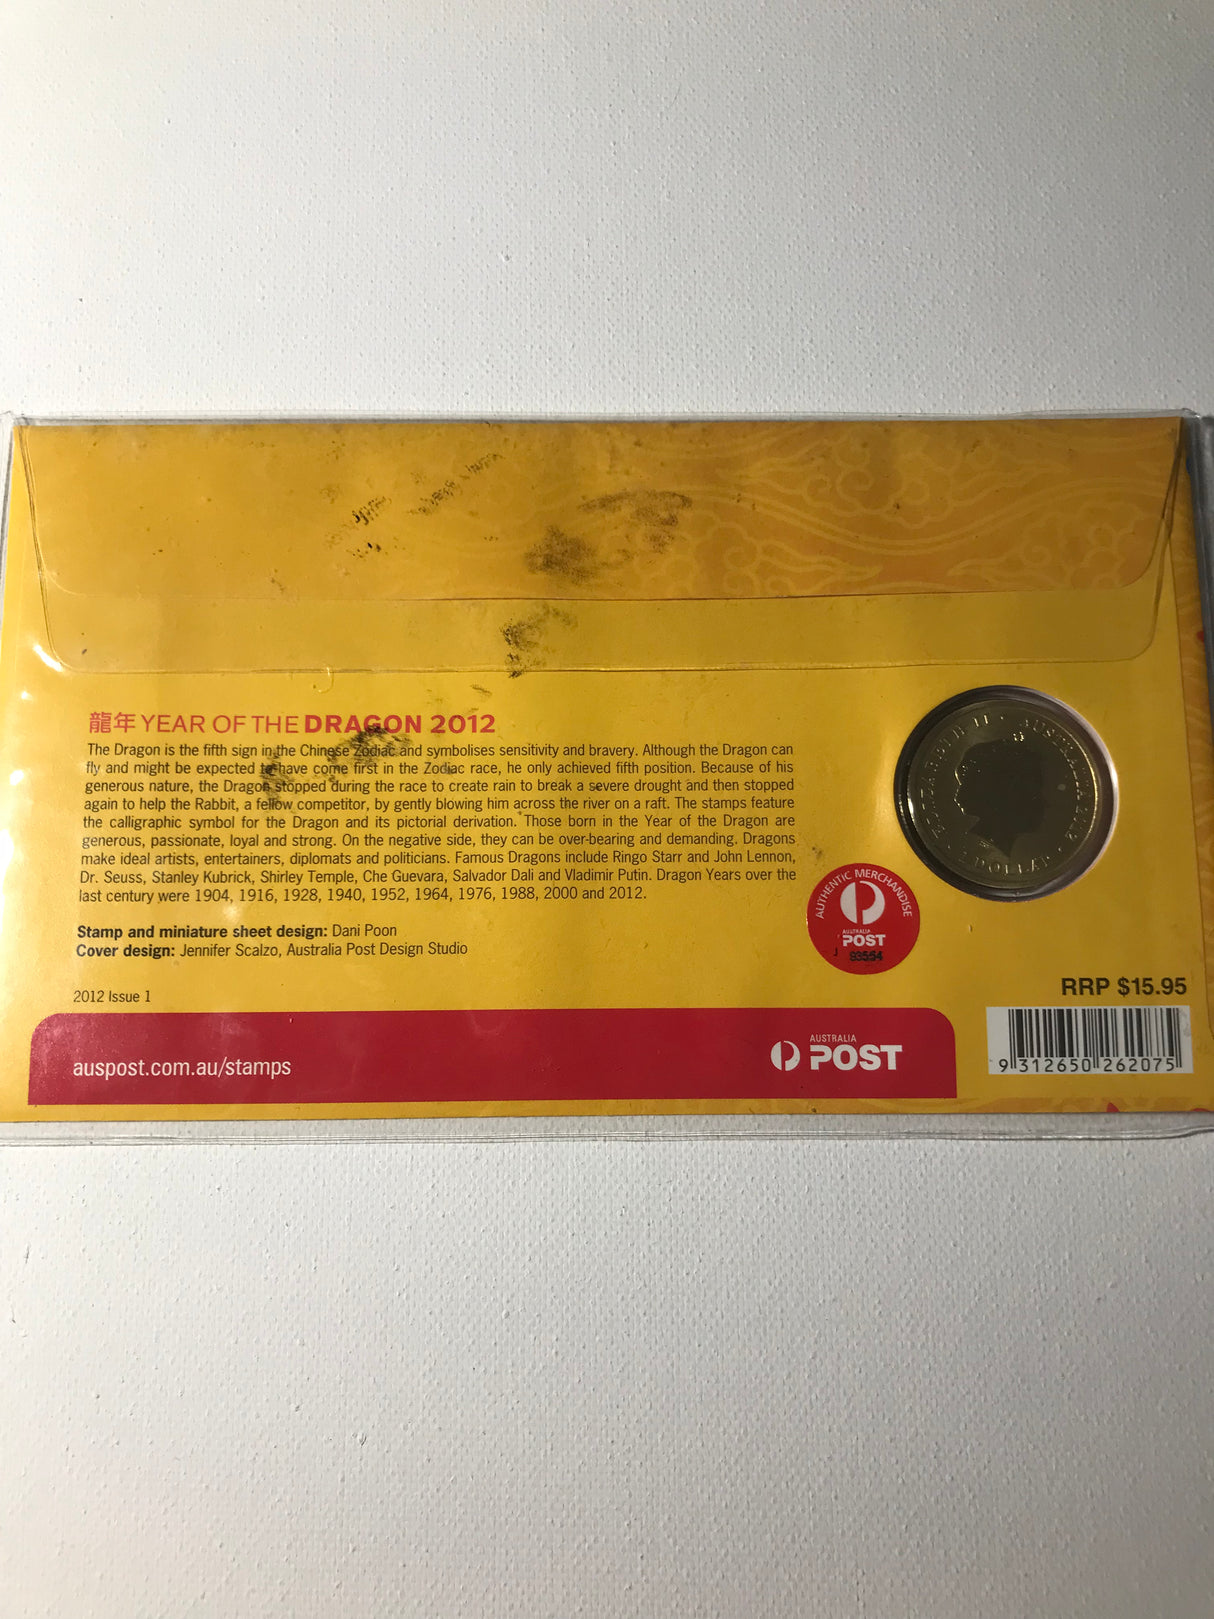 龍年 YEAR OF THE DRAGON 2012
The Dragon is the fifth sign in the Chinese Zodiac and symbolises sensitivity and bravery. Although the Dragon can
fly and might be expected to have come first in the Zodiac race, he only achieved fifth position. Because of his
generous nature, the Dragon stopped during the race to create rain to break a severe drought and then stopped
again to help the Rabbit, a fellow competitor, by gently blowing him across the river on a raft. The stamps feature
the calligraphic symbol for the Dragon and its pictorial derivation. Those born in the Year of the Dragon are
generous, passionate, loyal and strong. On the negative side, they can be over-bearing and demanding. Dragons
make ideal artists, entertainers, diplomats and politicians. Famous Dragons include Ringo Starr and John Lennon,
Dr. Seuss, Stanley Kubrick, Shirley Temple, Che Guevara, Salvador Dali and Vladimir Putin. Dragon Years over the
last century were 1904, 1916, 1928, 1940, 1952, 1964, 1976, 1988, 2000 and 2012.
Stamp and miniature sheet design: Dani Poon
Cover design: Jennifer Scalzo, Australia Post Design Studio
2012 Issue 1
ELIZABETH II • AUSTRALIA 2012 • 1 DOLLAR •
AUTHENTIC MERCHANDISE
AUSTRALIA
POST
J 93554
RRP $15.95
9 312650 262075
auspost.com.au/stamps
AUSTRALIA
POST